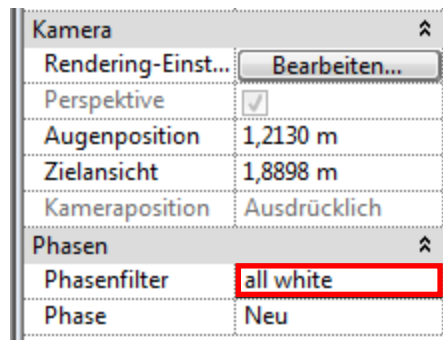 Kamera
Rendering-Einst... Bearbeiten...
Perspektive
Augenposition 1,2130 m
Zielansicht 1,8898 m
Kameraposition Ausdrücklich
Phasen
Phasenfilter all white
Phase Neu